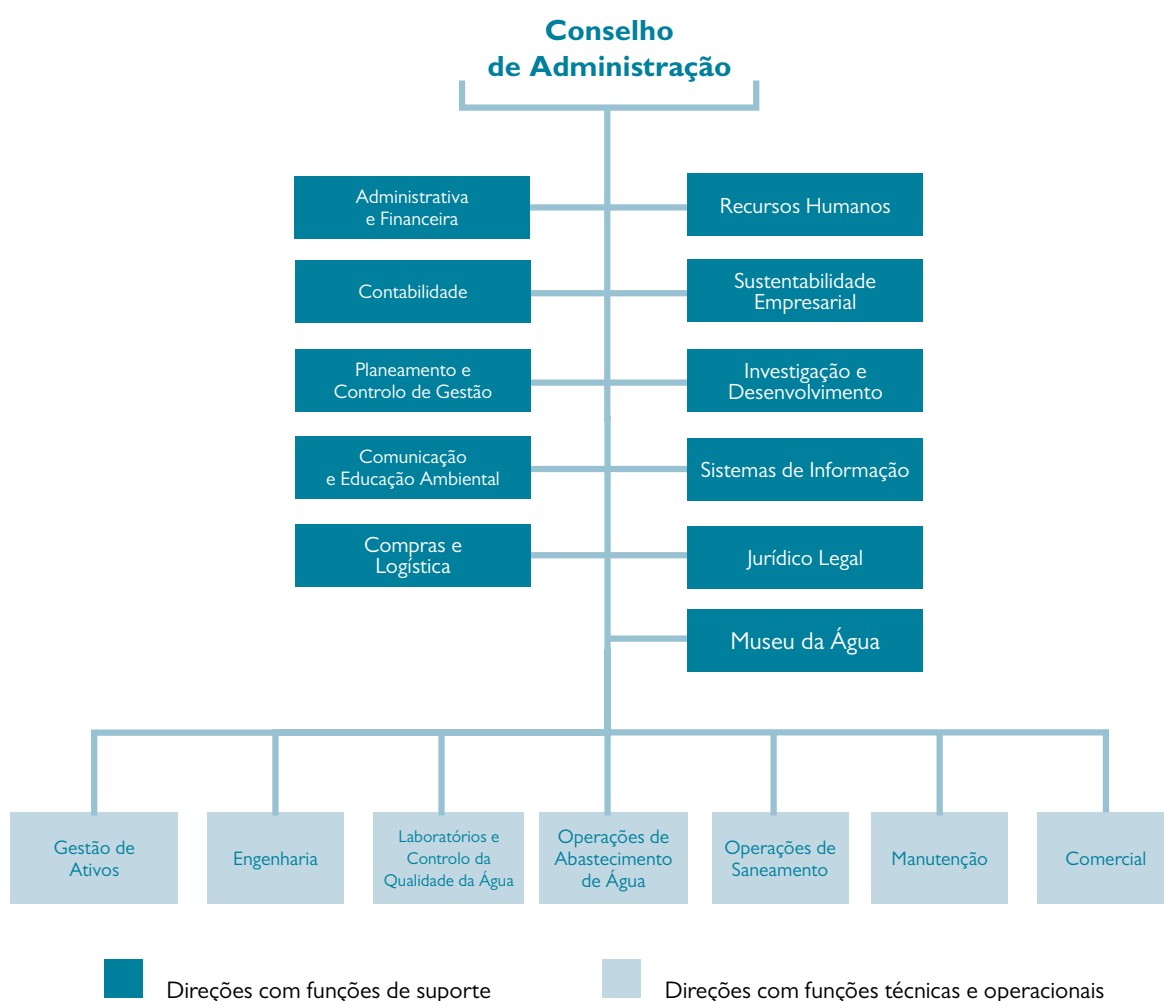 Conselho
de Administração
Administrativa
e Financeira
Recursos Humanos
Contabilidade
Sustentabilidade
Empresarial
Planeamento e
Controlo de Gestão
Investigação e
Desenvolvimento
Comunicação
e Educação Ambiental
Sistemas de Informação
Compras e
Logística
Jurídico Legal
Museu da Água
Gestão de
Ativos
Engenharia
Laboratórios e
Controlo da
Qualidade da Água
Operações de
Abastecimento
de Água
Operações de
Saneamento
Manutenção
Comercial
Direções com funções de suporte
Direções com funções técnicas e operacionais